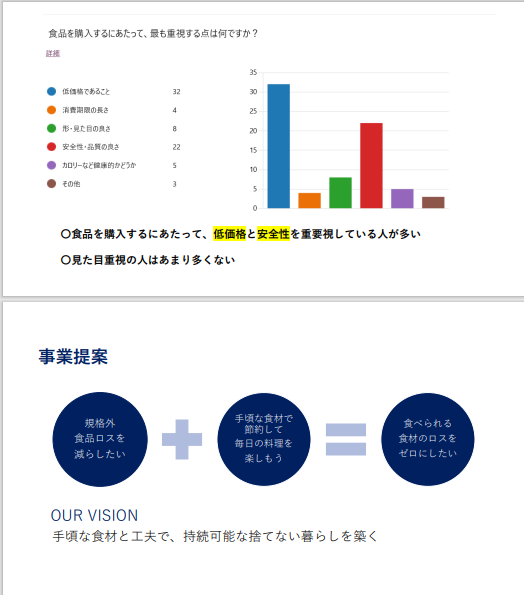 食品を購入するにあたって、最も重視する点は何ですか？
詳細
低価格であること 32
消費期限の長さ 4
形・見た目の良さ 8
安全性・品質の良さ 22
カロリーなど健康的かどうか 5
その他 3
35
30
25
20
15
10
5
0
〇食品を購入するにあたって、低価格と安全性を重要視している人が多い
〇見た目重視の人はあまり多くない
事業提案
規格外
食品ロスを
減らしたい
手頃な食材で
節約して
毎日の料理を
楽しもう
食べられる
食材のロスを
ゼロにしたい
OUR VISION
手頃な食材と工夫で、持続可能な捨てない暮らしを築く